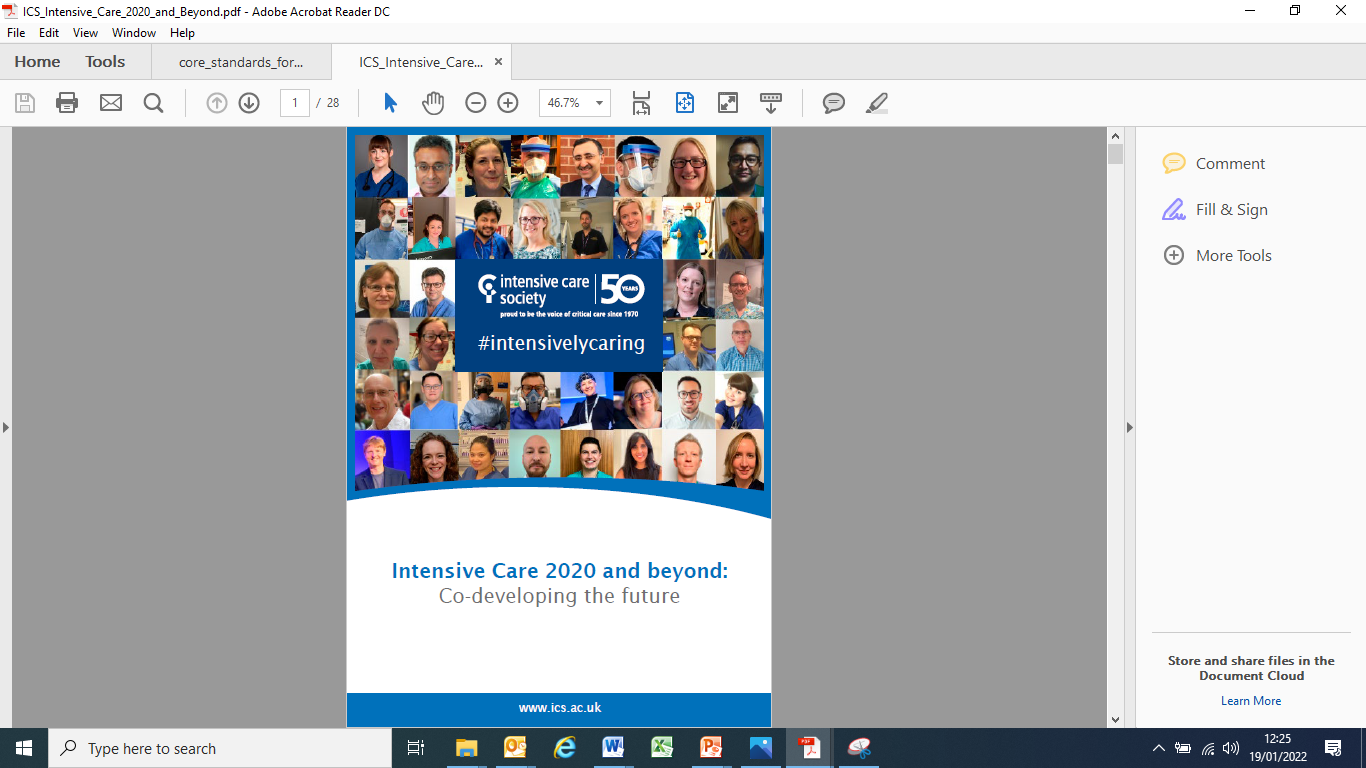 ICS_Intensive_Care_2020_and_Beyond.pdf - Adobe Acrobat Reader DC
File Edit View Window Help
Home Tools core_standards_for... ICS_Intensive_Care... ×
1 / 28 46.7%
intensive care
society
50
YEARS
proud to be the voice of critical care since 1970
#intensivelycaring
Intensive Care 2020 and beyond:
Co-developing the future
www.ics.ac.uk
Comment
Fill & Sign
More Tools
Store and share files in the
Document Cloud
Learn More
Type here to search
12:25
19/01/2022